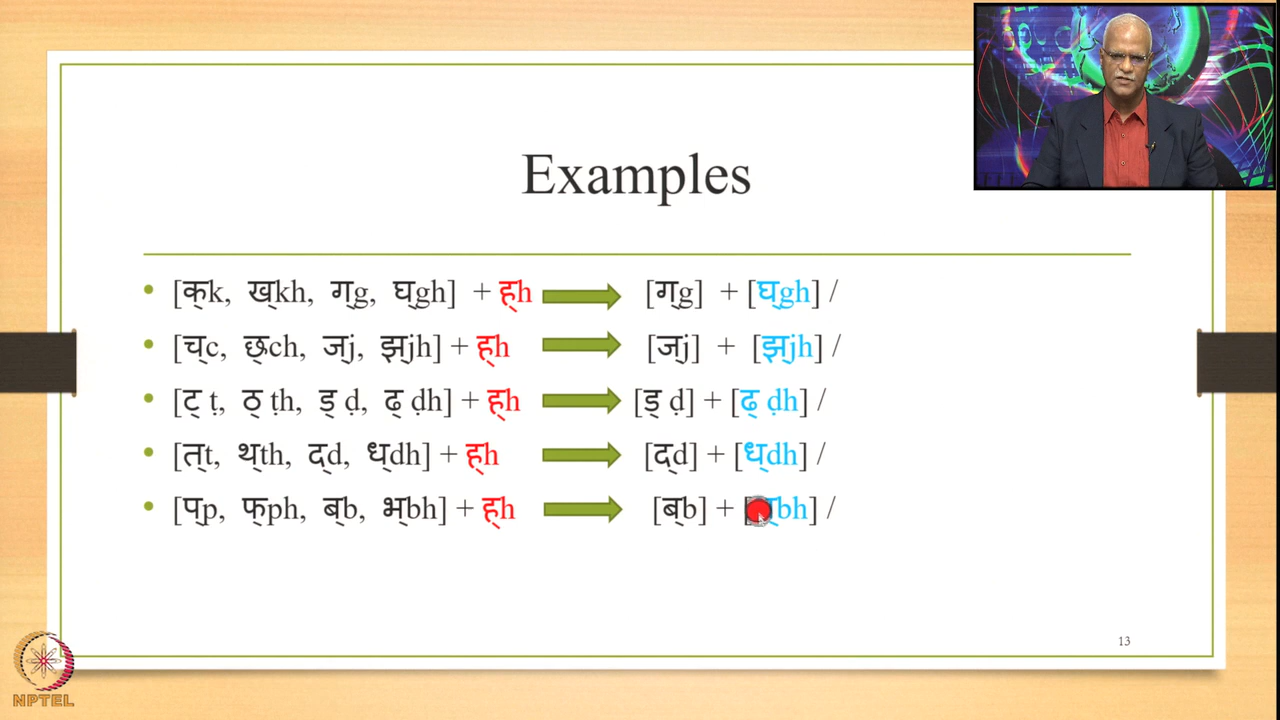 Examples
• [क्k, ख्kh, ग्g, घ्gh] + ह्h [ग्g] + [घ्gh] /
• [च्c, छ्ch, ज्j, झ्jh] + ह्h [ज्j] + [झ्jh] /
• [ट् ṭ, ठ् ṭh, ड् ḍ, ढ् ḍh] + ह्h [ड् ḍ] + [ढ् ḍh] /
• [त्t, थ्th, द्d, ध्dh] + ह्h [द्d] + [ध्dh] /
• [प्p, फ्ph, ब्b, भ्bh] + ह्h [ब्b] + [bh] /
13
NPTEL